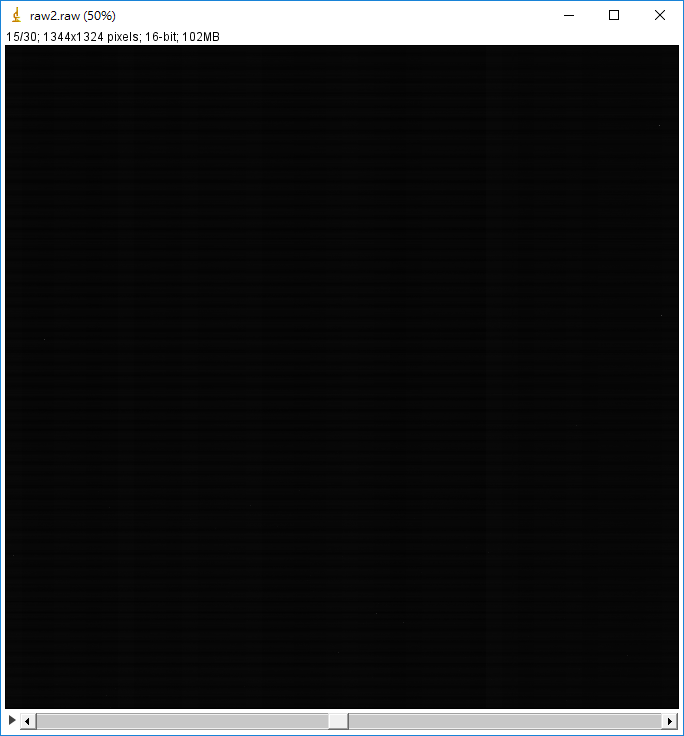 raw2.raw (50%)
15/30; 1344x1324 pixels; 16-bit; 102MB